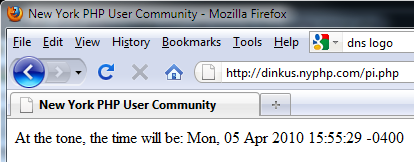 New York PHP User Community - Mozilla Firefox
File Edit View History Bookmarks Tools Help dns logo
http://dinkus.nyphp.com/pi.php
New York PHP User Community
At the tone, the time will be: Mon, 05 Apr 2010 15:55:29 -0400